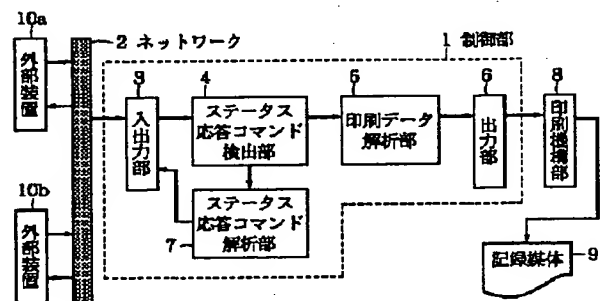 10a
2 ネットワーク
1 制御部
外部装置
3
入出力部
4
ステータス
応答コマンド
検出部
5
印刷データ
解析部
6
出力部
8
印刷機構部
10b
外部装置
7
ステータス
応答コマンド
解析部
記録媒体
9